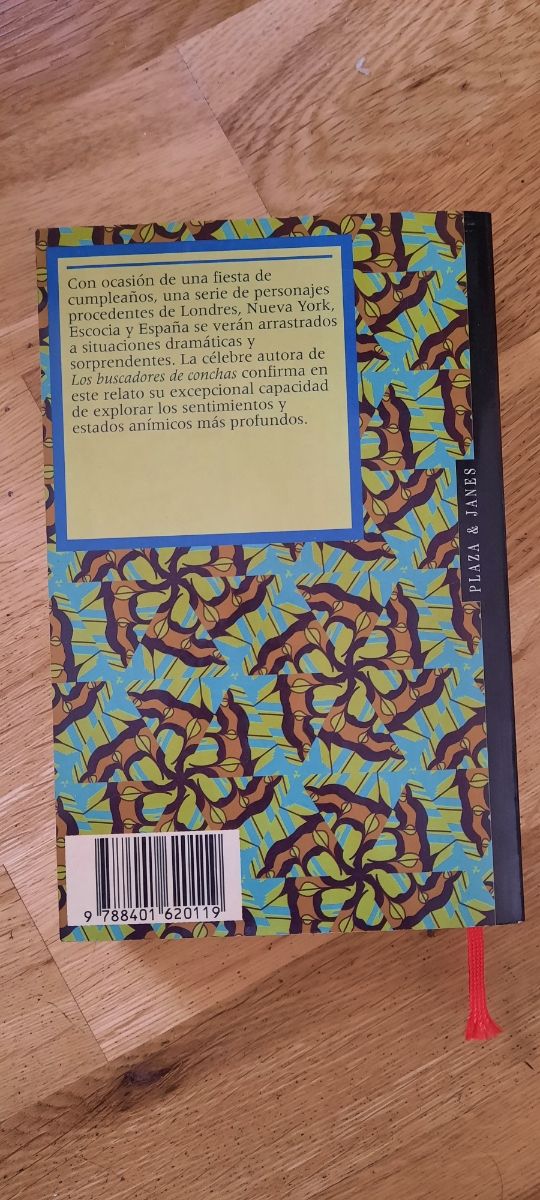 Con ocasión de una fiesta de
cumpleaños, una serie de personajes
procedentes de Londres, Nueva York,
Escocia y España se verán arrastrados
a situaciones dramáticas y
sorprendentes. La célebre autora de
Los buscadores de conchas confirma en
este relato su excepcional capacidad
de explorar los sentimientos y
estados anímicos más profundos.
PLAZA & JANES
9 788401 620119